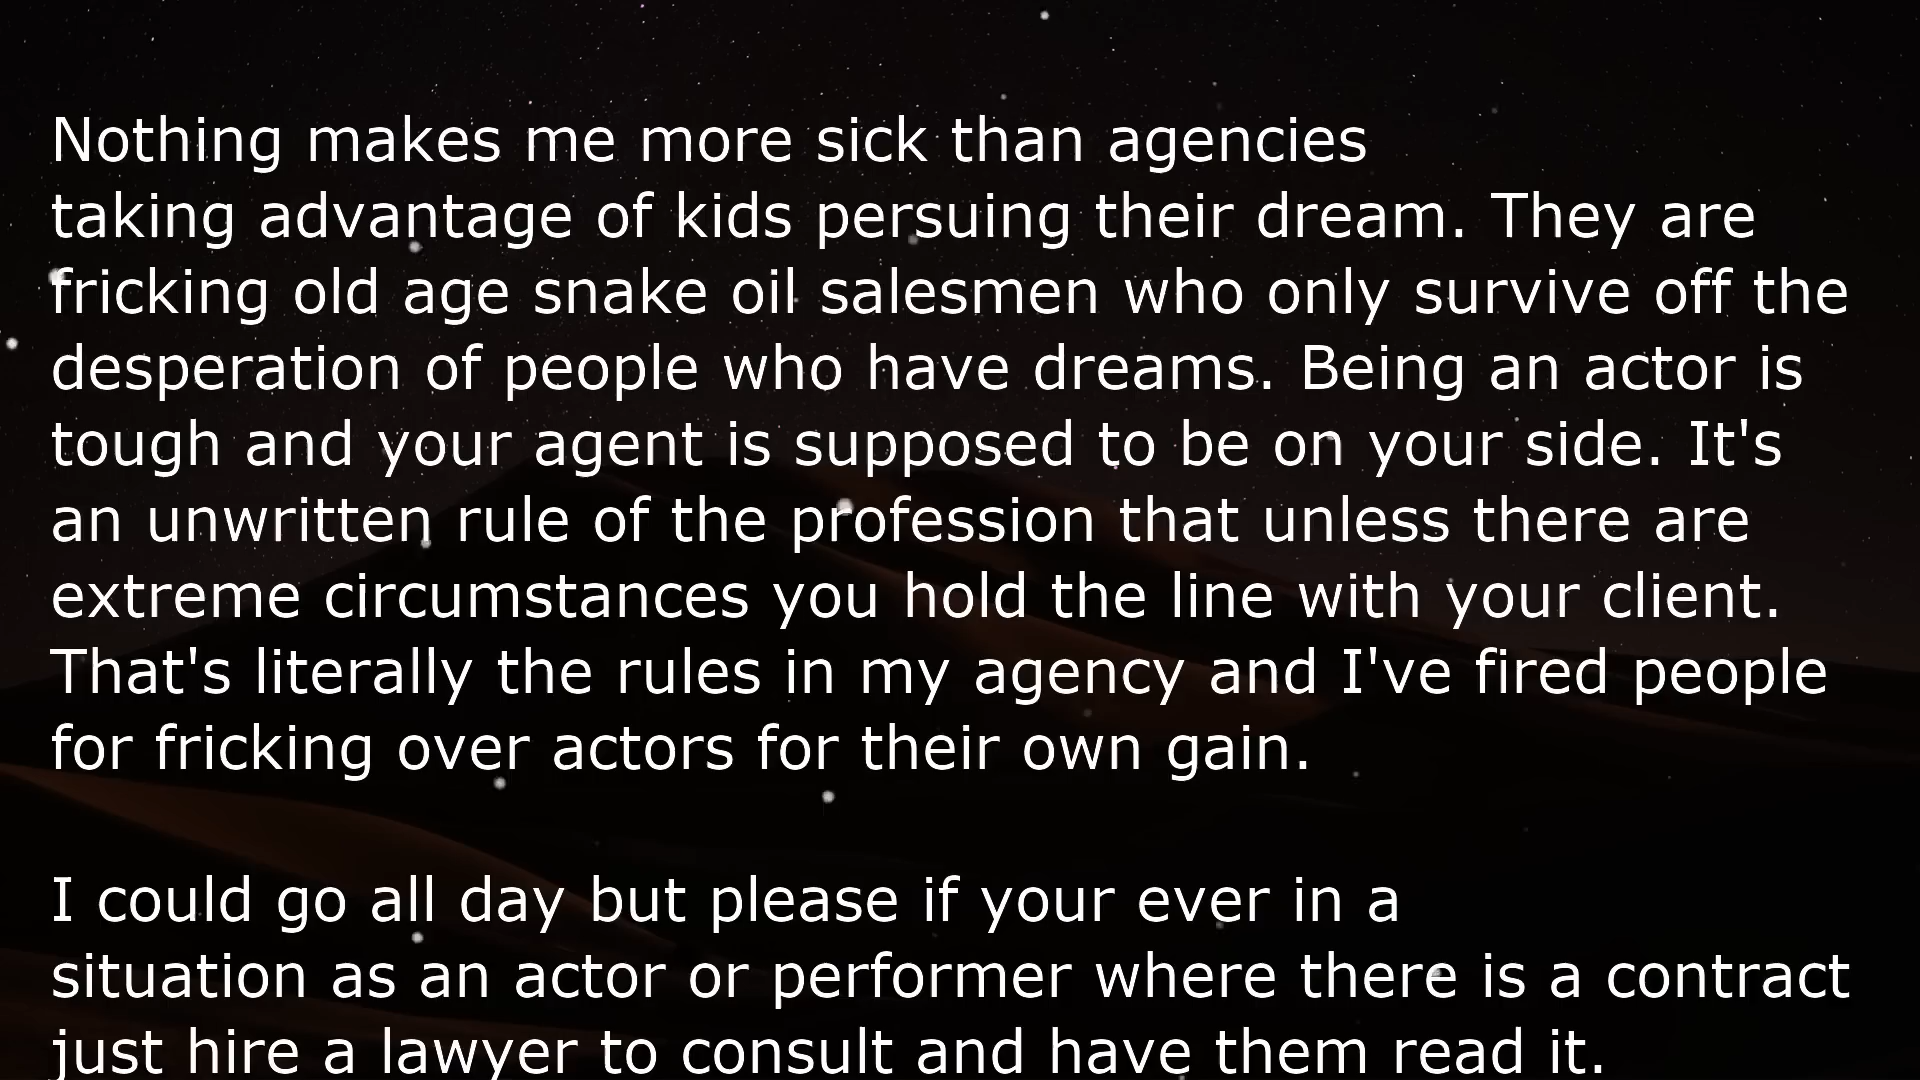 Nothing makes me more sick than agencies
taking advantage of kids persuing their dream. They are
fricking old age snake oil salesmen who only survive off the
desperation of people who have dreams. Being an actor is
tough and your agent is supposed to be on your side. It's
an unwritten rule of the profession that unless there are
extreme circumstances you hold the line with your client.
That's literally the rules in my agency and I've fired people
for fricking over actors for their own gain.
I could go all day but please if your ever in a
situation as an actor or performer where there is a contract
just hire a lawyer to consult and have them read it.